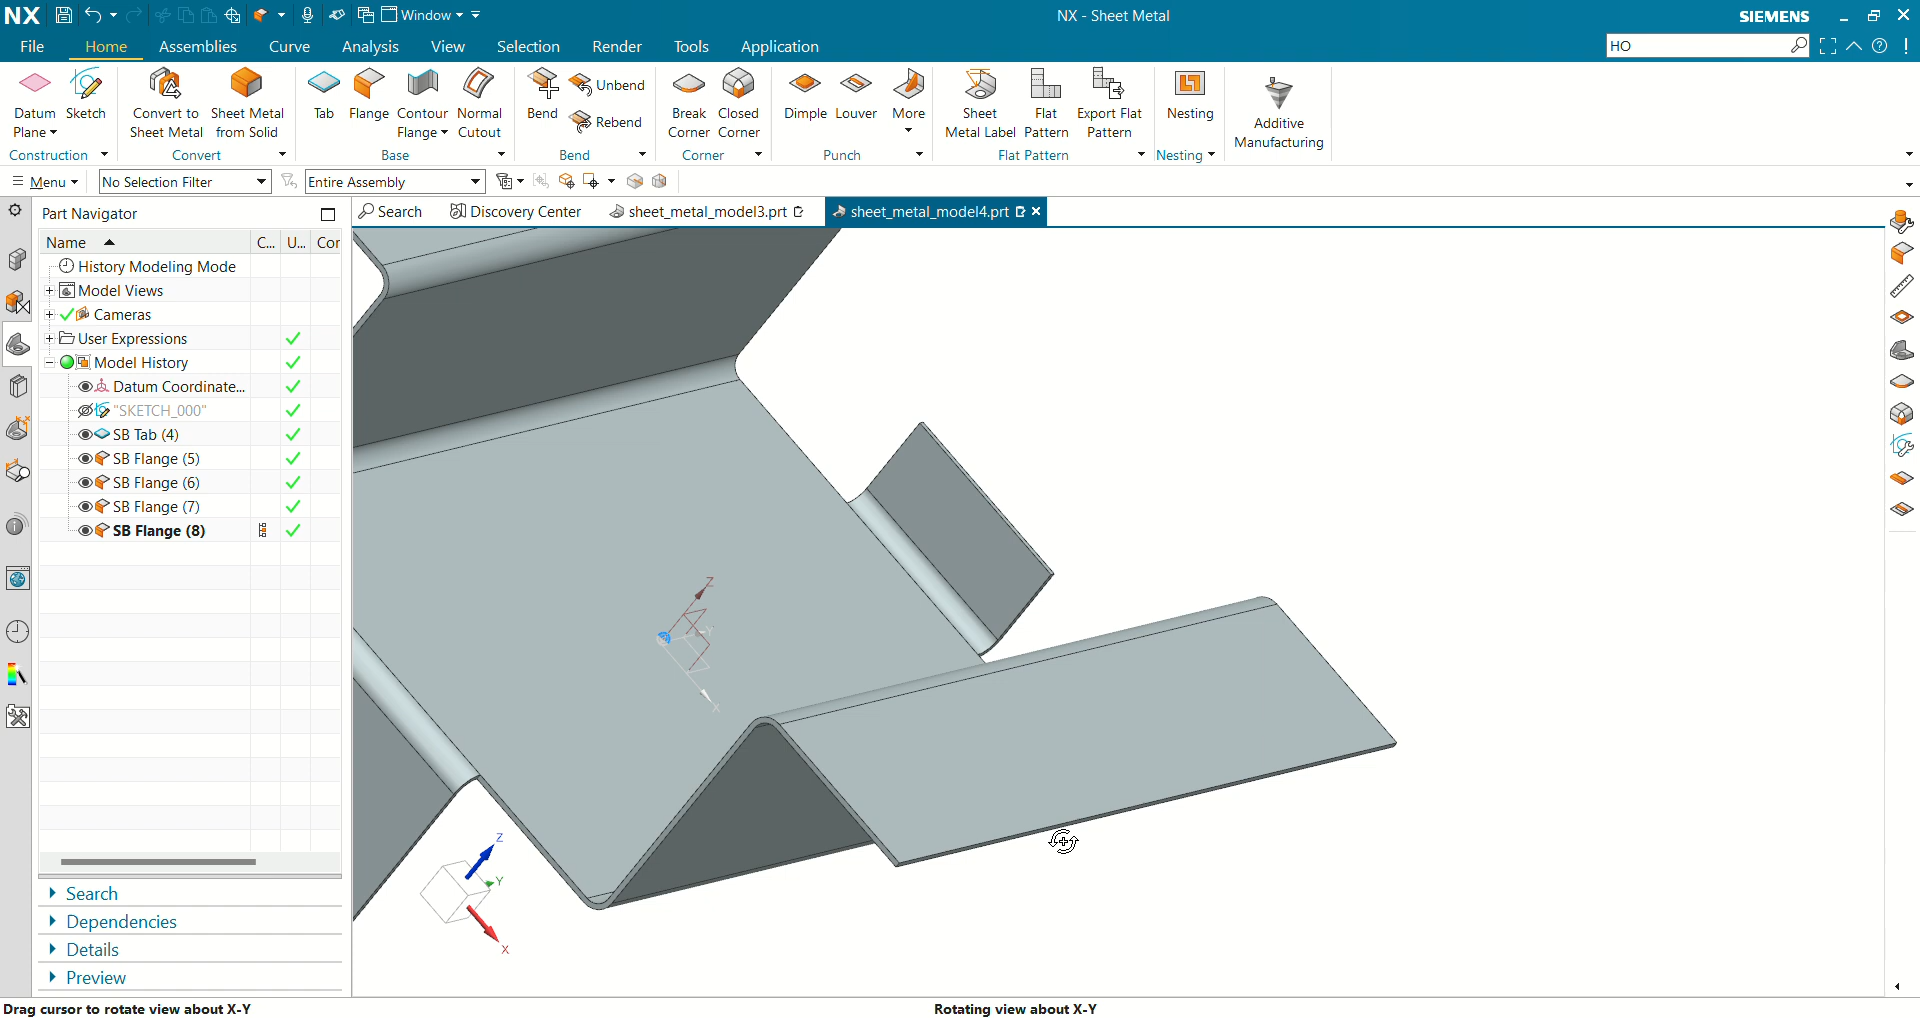 NX Window NX - Sheet Metal SIEMENS
File Home Assemblies Curve Analysis View Selection Render Tools Application HO
Datum Plane Sketch Convert to Sheet Metal Sheet Metal from Solid Tab Flange Contour Flange Normal Cutout Bend Unbend Rebend Break Corner Closed Corner Dimple Louver More Sheet Metal Label Flat Pattern Export Flat Pattern Nesting Additive Manufacturing
Construction Convert Base Bend Corner Punch Flat Pattern Nesting
Menu No Selection Filter Entire Assembly
Part Navigator Search Discovery Center sheet_metal_model3.prt sheet_metal_model4.prt
Name C... U... Cor
History Modeling Mode
Model Views
Cameras
User Expressions
Model History
Datum Coordinate...
"SKETCH_000"
SB Tab (4)
SB Flange (5)
SB Flange (6)
SB Flange (7)
SB Flange (8)
Z
Y
X
Z
Y
X
Search
Dependencies
Details
Preview
Drag cursor to rotate view about X-Y Rotating view about X-Y